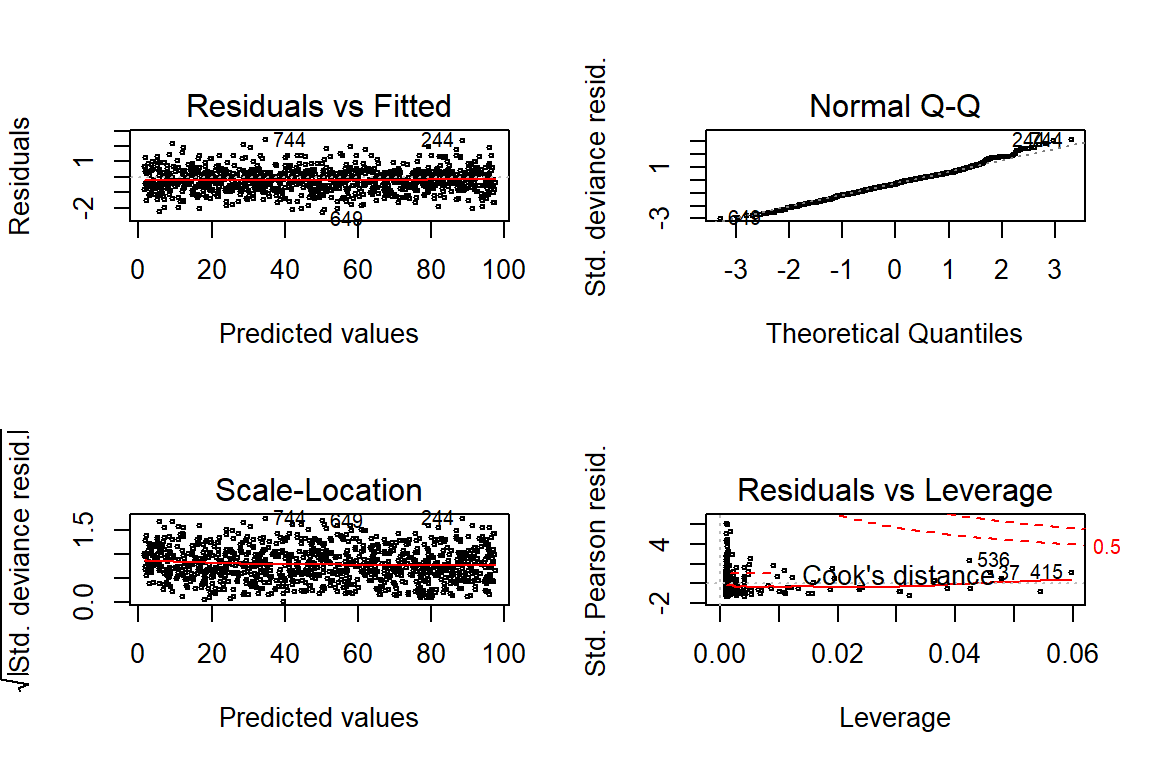 Residuals vs Fitted
Residuals
1
-2
744
244
649
0 20 40 60 80 100
Predicted values
Normal Q-Q
Std. deviance resid.
1
-3
244
744
649
-3 -2 -1 0 1 2 3
Theoretical Quantiles
Scale-Location
√|Std. deviance resid.|
1.5
0.0
744
649
244
0 20 40 60 80 100
Predicted values
Residuals vs Leverage
Std. Pearson resid.
4
-2
536
Cook's distance
37
415
0.5
0.00 0.02 0.04 0.06
Leverage